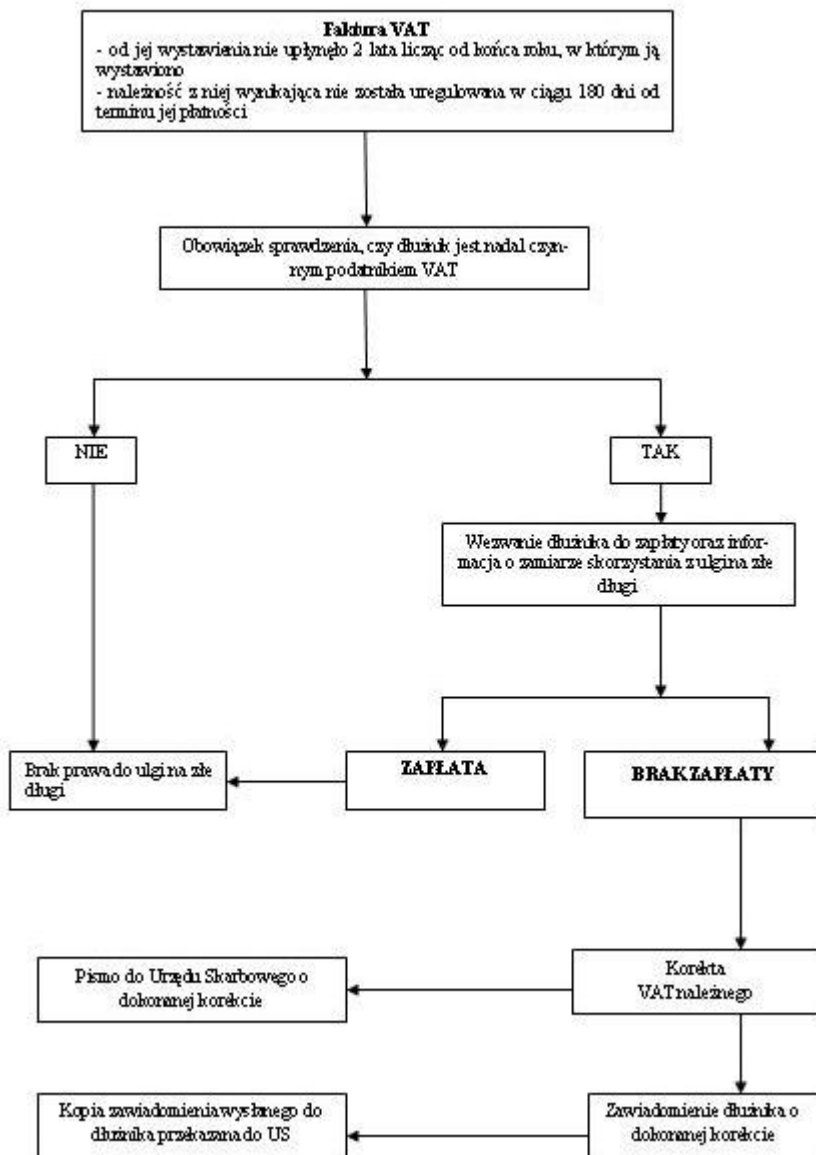 Faktura VAT
- od jej wystawienia nie upłynęło 2 lata licząc od końca roku, w którym ją
wystawiono
- należność z niej wynikająca nie została uregulowana w ciągu 180 dni od
terminu jej płatności
Obowiązek sprawdzenia, czy dłużnik jest nadal czyn-
nym podatnikiem VAT
NIE
TAK
Wezwanie dłużnika do zapłaty oraz infor-
macja o zamiarze skorzystania z ulgi na złe
długi
Brak prawa do ulgi na złe
długi
ZAPŁATA
BRAK ZAPŁATY
Pismo do Urzędu Skarbowego o
dokonanej korekcie
Korekta
VAT należnego
Kopia zawiadomienia wysłanego do
dłużnika przekazana do US
Zawiadomienie dłużnika o
dokonanej korekcie